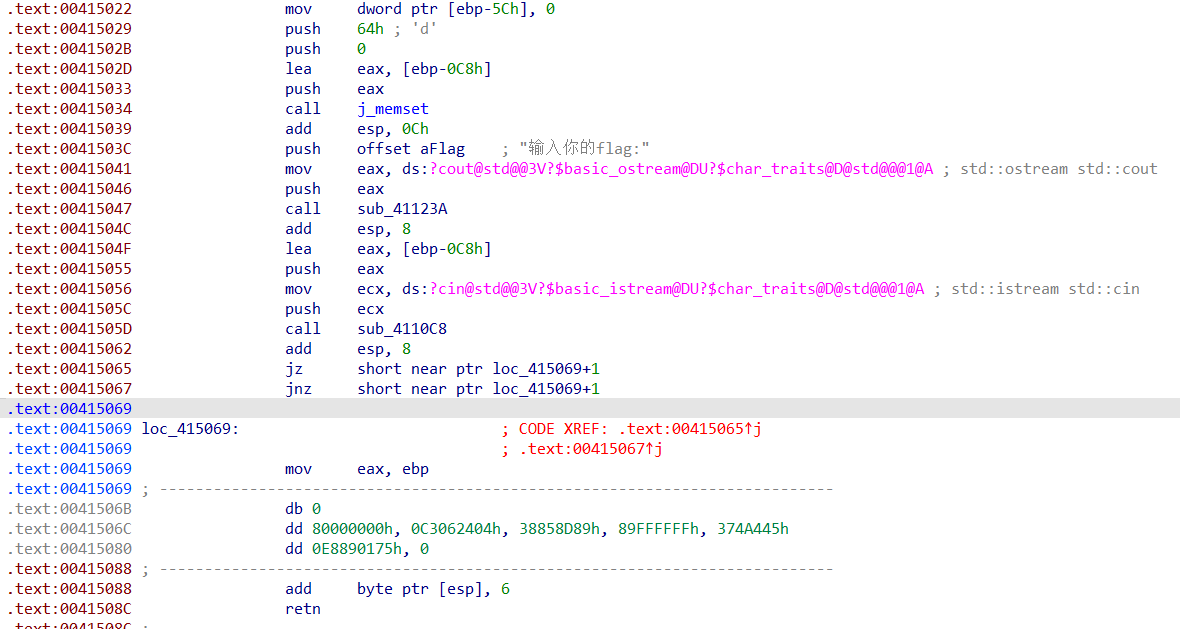 .text:00415022 mov dword ptr [ebp-5Ch], 0
.text:00415029 push 64h ; 'd'
.text:0041502B push 0
.text:0041502D lea eax, [ebp-0C8h]
.text:00415033 push eax
.text:00415034 call j_memset
.text:00415039 add esp, 0Ch
.text:0041503C push offset aFlag ; "输入你的flag:"
.text:00415041 mov eax, ds:?cout@std@@3V?$basic_ostream@DU?$char_traits@D@std@@@1@A ; std::ostream std::cout
.text:00415046 push eax
.text:00415047 call sub_41123A
.text:0041504C add esp, 8
.text:0041504F lea eax, [ebp-0C8h]
.text:00415055 push eax
.text:00415056 mov ecx, ds:?cin@std@@3V?$basic_istream@DU?$char_traits@D@std@@@1@A ; std::istream std::cin
.text:0041505C push ecx
.text:0041505D call sub_4110C8
.text:00415062 add esp, 8
.text:00415065 jz short near ptr loc_415069+1
.text:00415067 jnz short near ptr loc_415069+1
.text:00415069
.text:00415069 loc_415069: ; CODE XREF: .text:00415065↑j
.text:00415069 ; .text:00415067↑j
.text:00415069 mov eax, ebp
.text:00415069 ; ---------------------------------------------------------------------------
.text:0041506B db 0
.text:0041506C dd 80000000h, 0C3062404h, 38858D89h, 89FFFFFFh, 374A445h
.text:00415080 dd 0E8890175h, 0
.text:00415088 ; ---------------------------------------------------------------------------
.text:00415088 add byte ptr [esp], 6
.text:0041508C retn
.text:0041508C ;